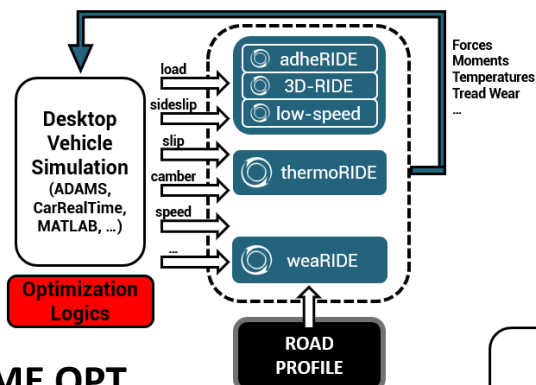 Desktop
Vehicle
Simulation
(ADAMS,
CarRealTime,
MATLAB, ...)
Optimization
Logics
load
sideslip
slip
camber
speed
...
adheRIDE
3D-RIDE
low-speed
thermoRIDE
weaRIDE
ROAD
PROFILE
Forces
Moments
Temperatures
Tread Wear
...
OPT